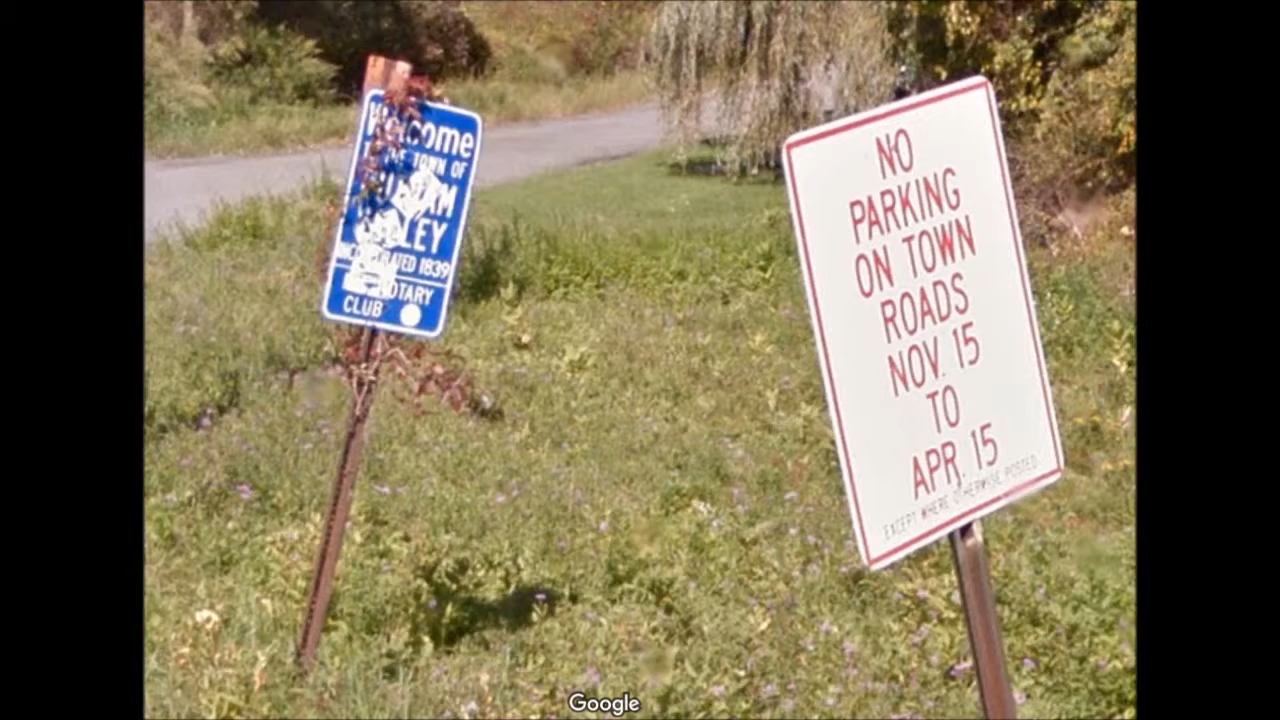 Welcome
THE TOWN OF
INCORPORATED 1839
ROTARY
CLUB
NO
PARKING
ON TOWN
ROADS
NOV. 15
TO
APR. 15
EXCEPT WHERE OTHERWISE POSTED
Google